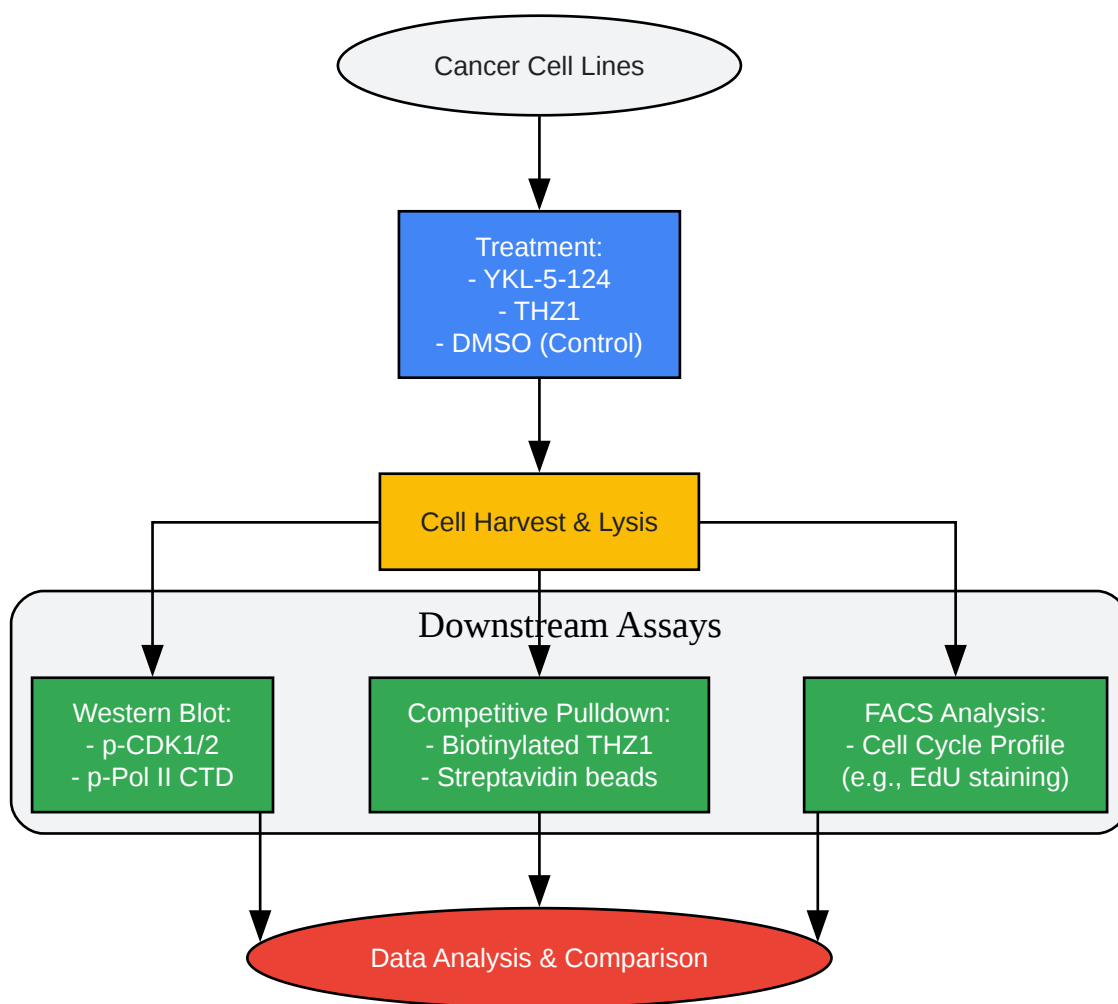 Cancer Cell Lines
Treatment:
- YKL-5-124
- THZ1
- DMSO (Control)
Cell Harvest & Lysis
Downstream Assays
Western Blot:
- p-CDK1/2
- p-Pol II CTD
Competitive Pulldown:
- Biotinylated THZ1
- Streptavidin beads
FACS Analysis:
- Cell Cycle Profile
(e.g., EdU staining)
Data Analysis & Comparison